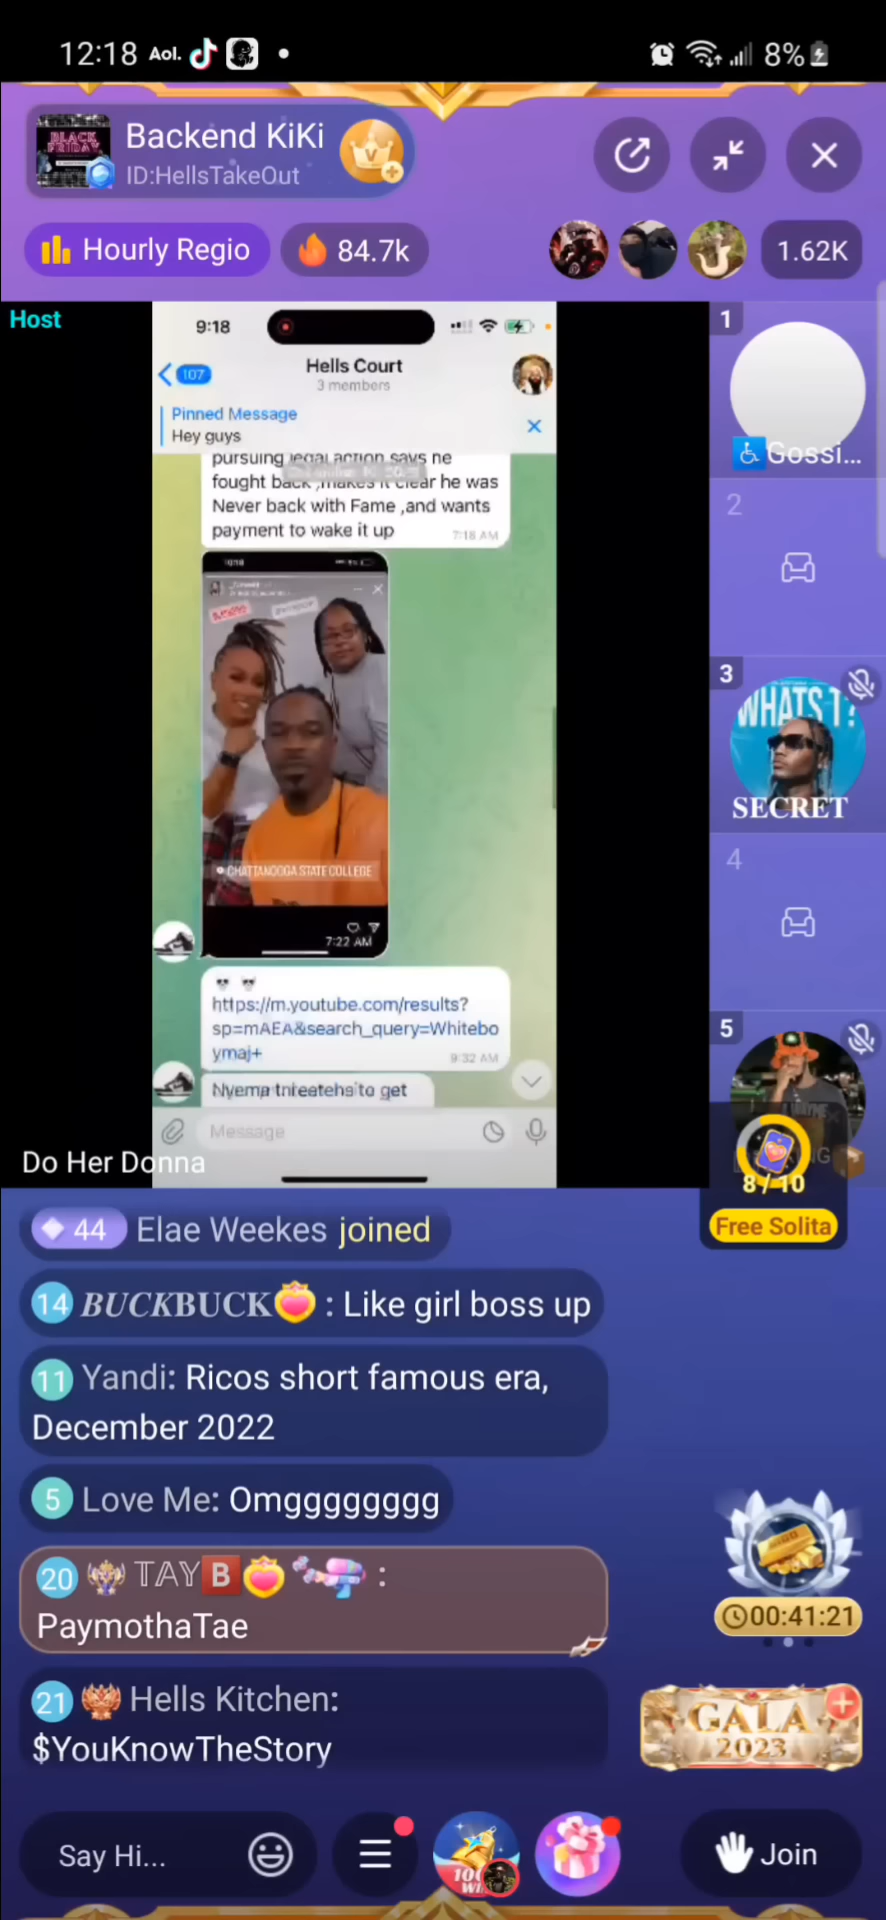 12:18 Aol.
8%
BLACK
FRIDAY
Backend KiKi
V
ID:HellsTakeOut
Hourly Regio
84.7k
1.62K
Host
9:18
107
Hells Court
3 members
Pinned Message
Hey guys
pursuing legal action says he
fought back ,makes it clear he was
Never back with Fame ,and wants
payment to wake it up
7:18 AM
CHATTANOOGA STATE COLLEGE
7:22 AM
https://m.youtube.com/results?
sp=mAEA&search_query=Whitebo
ymaj+
9:32 AM
Nyema to get
Message
Do Her Donna
1
Gossi...
2
3
WHATS T?
SECRET
4
5
8/10
Free Solita
44 Elae Weekes joined
14 BUCKBUCK : Like girl boss up
11 Yandi: Ricos short famous era,
December 2022
5 Love Me: Omgggggggg
20 TAY B :
PaymothaTae
00:41:21
21 Hells Kitchen:
$YouKnowTheStory
GALA
2023
Say Hi...
Join